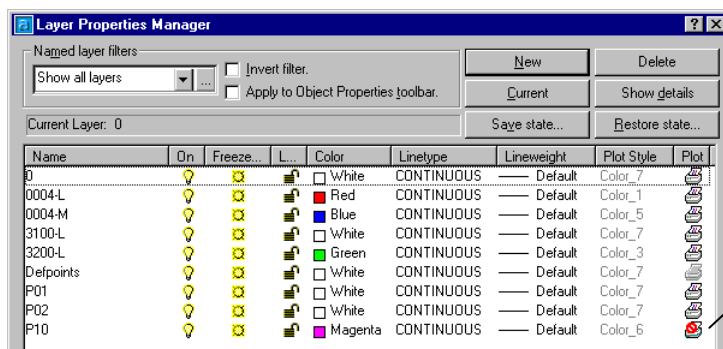 Layer Properties Manager
Named layer filters
Show all layers
...
Invert filter.
Apply to Object Properties toolbar.
New
Delete
Current
Show details
Current Layer: 0
Save state...
Restore state...
Name On Freeze... L... Color Linetype Lineweight Plot Style Plot
0 White CONTINUOUS Default Color_7
0004-L Red CONTINUOUS Default Color_1
0004-M Blue CONTINUOUS Default Color_5
3100-L White CONTINUOUS Default Color_7
3200-L Green CONTINUOUS Default Color_3
Defpoints White CONTINUOUS Default Color_7
P01 White CONTINUOUS Default Color_7
P02 White CONTINUOUS Default Color_7
P10 Magenta CONTINUOUS Default Color_6